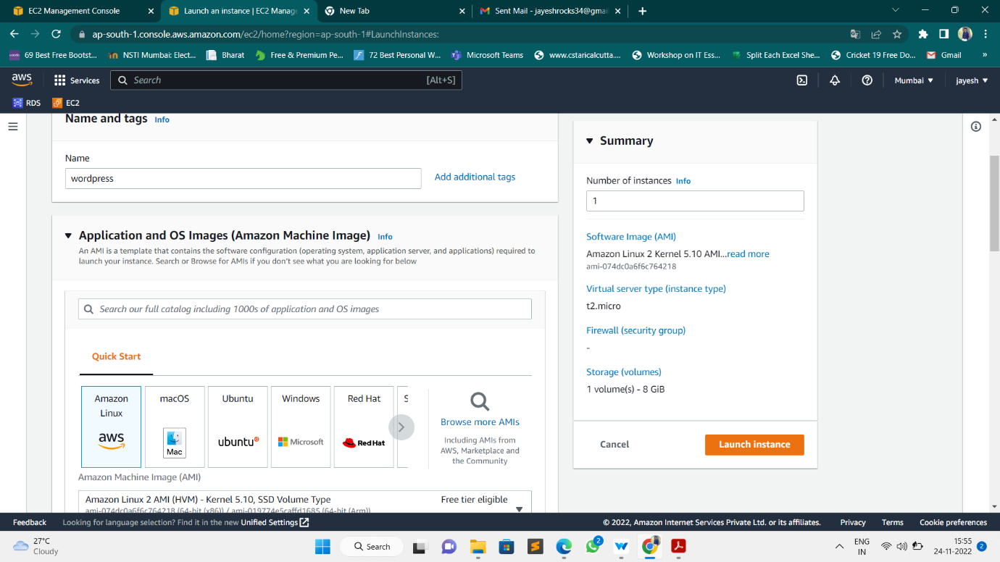 EC2 Management Console
Launch an instance | EC2 Manage
New Tab
Sent Mail - jayeshrocks34@gmai
ap-south-1.console.aws.amazon.com/ec2/home?region=ap-south-1#LaunchInstances:
69 Best Free Bootst... NSTI Mumbai: Elect... Bharat Free & Premium Pe... 72 Best Personal W... Microsoft Teams www.cstaricalcutta.... Workshop on IT Ess... Split Each Excel She... Cricket 19 Free Do... Gmail »
aws Services Search [Alt+S] Mumbai ▼ jayesh ▼
RDS EC2
Name and tags Info
Name
wordpress
Add additional tags
Application and OS Images (Amazon Machine Image) Info
An AMI is a template that contains the software configuration (operating system, application server, and applications) required to
launch your instance. Search or Browse for AMIs if you don't see what you are looking for below
Search our full catalog including 1000s of application and OS images
Quick Start
Amazon
Linux
aws
macOS
Mac
Ubuntu
ubuntu
Windows
Microsoft
Red Hat
Red Hat
S
Browse more AMIs
Including AMIs from
AWS, Marketplace and
the Community
Amazon Machine Image (AMI)
Amazon Linux 2 AMI (HVM) - Kernel 5.10, SSD Volume Type
Free tier eligible
ami-074dc0a6f6c764218 (64-bit (x86)) / ami-019774e5caffd1685 (64-bit (Arm))
Summary
Number of instances Info
1
Software Image (AMI)
Amazon Linux 2 Kernel 5.10 AMI...read more
ami-074dc0a6f6c764218
Virtual server type (instance type)
t2.micro
Firewall (security group)
-
Storage (volumes)
1 volume(s) - 8 GiB
Cancel
Launch instance
Feedback Looking for language selection? Find it in the new Unified Settings © 2022, Amazon Internet Services Private Ltd. or its affiliates. Privacy Terms Cookie preferences
27°C
Cloudy
Search
2
ENG
IN
15:55
24-11-2022
2